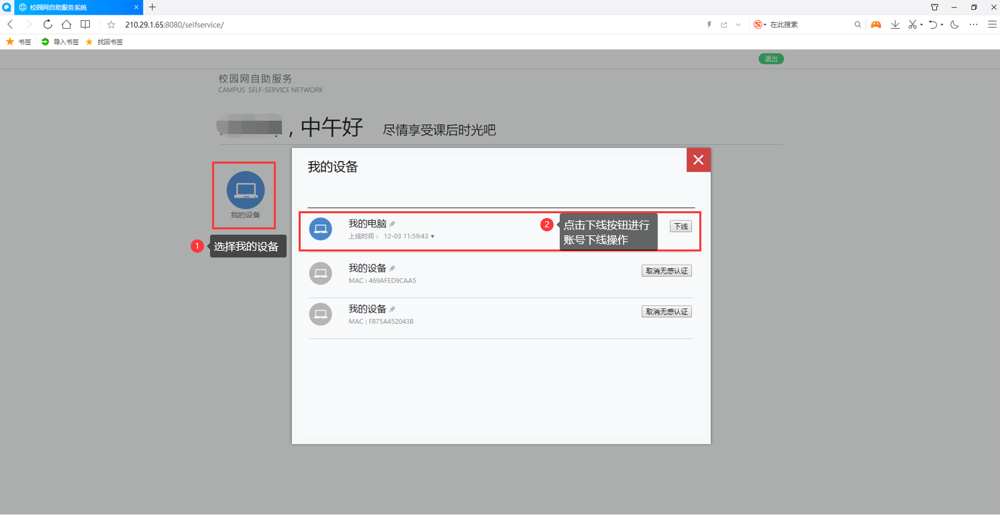 校园网自助服务系统
210.29.1.65:8080/selfservice/
在此搜索
书签
导入书签
找回书签
退出
校园网自助服务
CAMPUS SELF-SERVICE NETWORK
，中午好 尽情享受课后时光吧
我的设备
1 选择我的设备
我的设备
我的电脑
上线时间： 12-03 11:59:43
2 点击下线按钮进行
账号下线操作
下线
我的设备
MAC : 469AFED9CAA5
取消无感认证
我的设备
MAC : F875A452043B
取消无感认证